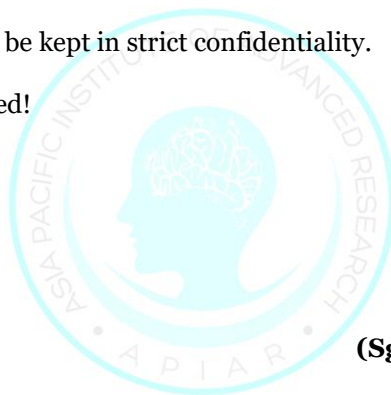 be kept in strict confidentiality.
ed!
ASIA PACIFIC INSTITUTE OF ADVANCED RESEARCH
• APIAR •
(Sg